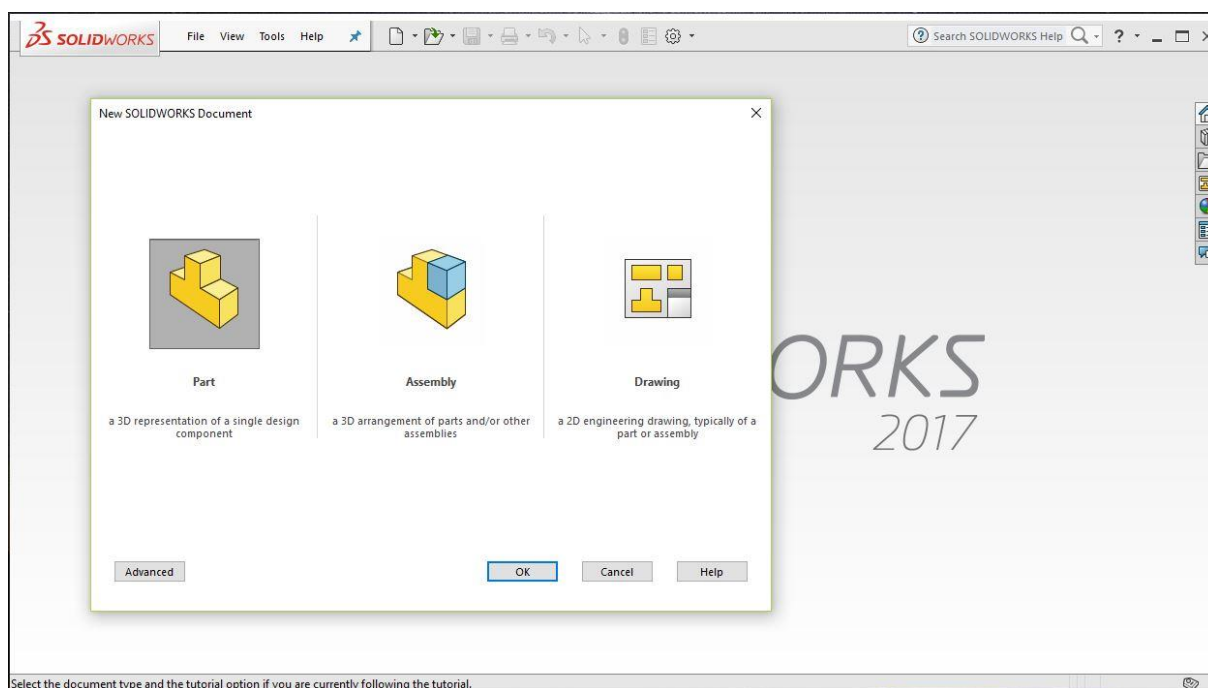 SOLIDWORKS File View Tools Help Search SOLIDWORKS Help
New SOLIDWORKS Document
Part
a 3D representation of a single design
component
Assembly
a 3D arrangement of parts and/or other
assemblies
Drawing
a 2D engineering drawing, typically of a
part or assembly
ORKS
2017
Advanced OK Cancel Help
Select the document type and the tutorial option if you are currently following the tutorial.